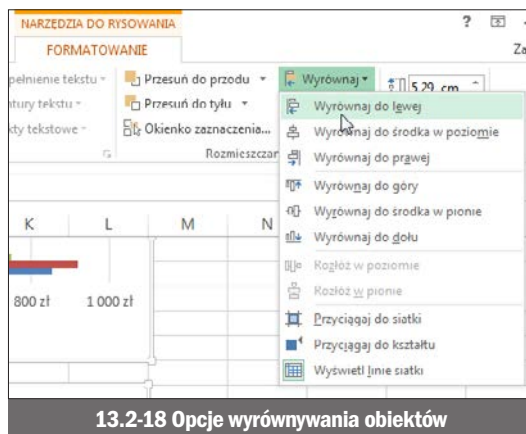 NARZĘDZIA DO RYSOWANIA
?
FORMATOWANIE
Za
pełnienie tekstu
Przesuń do przodu
Wyrównaj
5,29 cm
ntury tekstu
Przesuń do tyłu
kty tekstowe
Okienko zaznaczenia...
Rozmieszczar
Wyrównaj do lewej
Wyrównaj do środka w poziomie
Wyrównaj do prawej
Wyrównaj do góry
Wyrównaj do środka w pionie
Wyrównaj do dołu
Rozłóż w poziomie
Rozłóż w pionie
Przyciągaj do siatki
Przyciągaj do kształtu
Wyświetl linie siatki
K L M N
800 zł 1 000 zł
13.2-18 Opcje wyrównywania obiektów